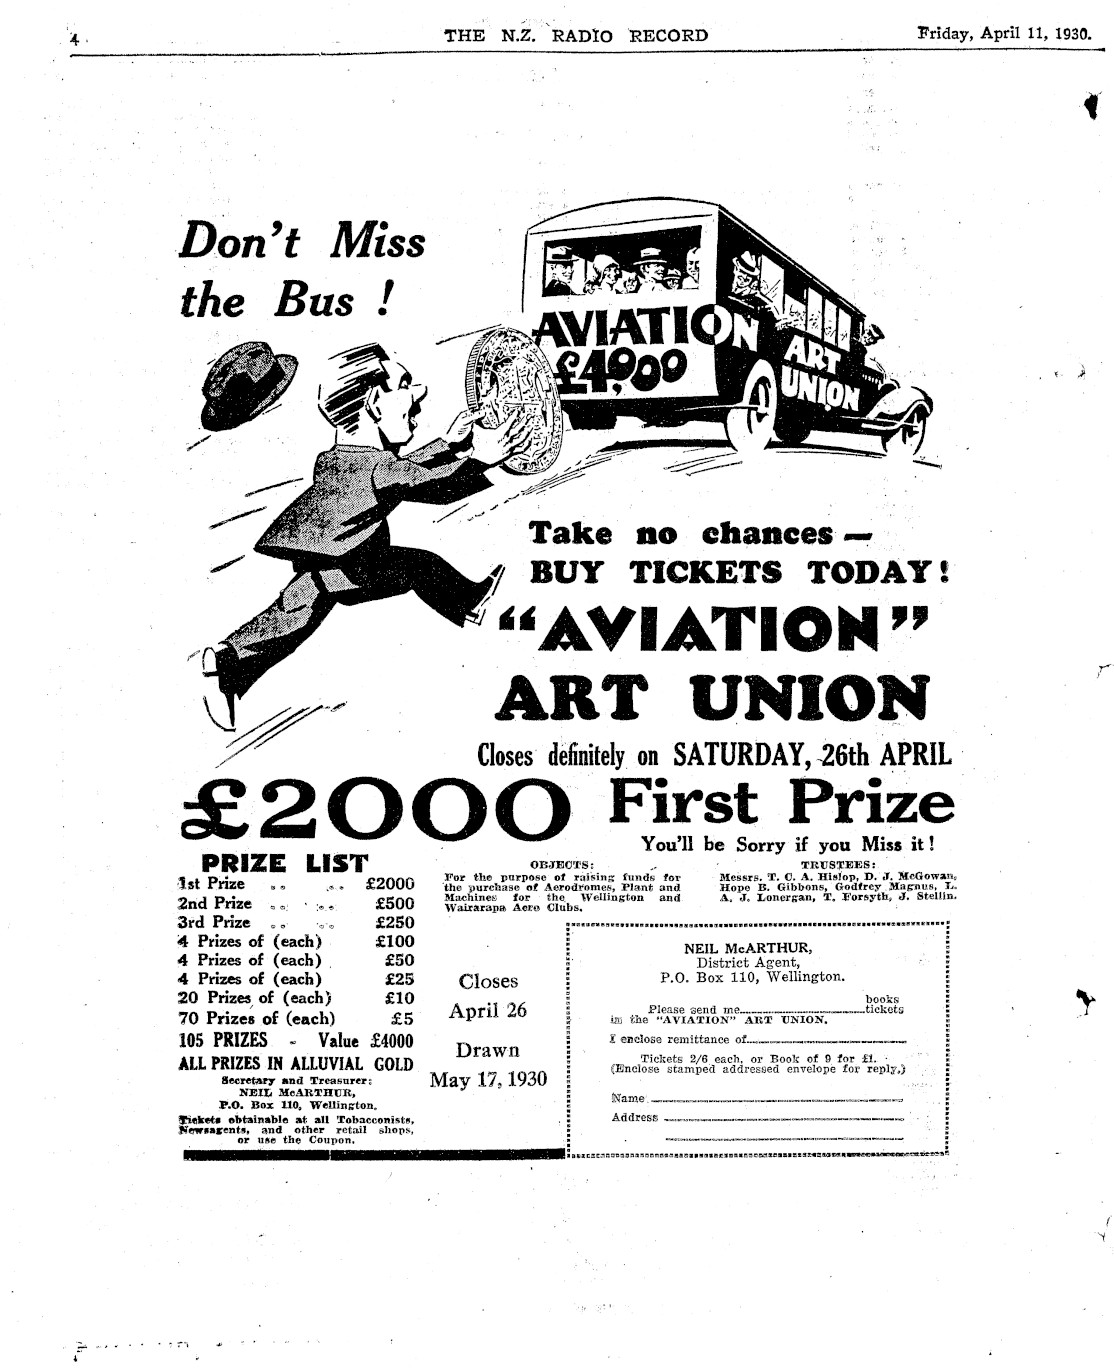 4
THE N.Z. RADIO RECORD
Friday, April 11, 1930.
Don't Miss
the Bus !
AVIATION
£4000
ART
UNION
Take no chances —
BUY TICKETS TODAY!
"AVIATION"
ART UNION
Closes definitely on SATURDAY, 26th APRIL
£2000 First Prize
You'll be Sorry if you Miss it!
PRIZE LIST
1st Prize .. .. £2000
2nd Prize .. .. £500
3rd Prize .. .. £250
4 Prizes of (each) £100
4 Prizes of (each) £50
4 Prizes of (each) £25
20 Prizes of (each) £10
70 Prizes of (each) £5
105 PRIZES - Value £4000
ALL PRIZES IN ALLUVIAL GOLD
Secretary and Treasurer:
NEIL McARTHUR,
P.O. Box 110, Wellington.
Tickets obtainable at all Tobacconists,
Newsagents, and other retail shops,
or use the Coupon.
OBJECTS:
For the purpose of raising funds for
the purchase of Aerodromes, Plant and
Machines for the Wellington and
Wairarapa Aero Clubs.
TRUSTEES:
Messrs. T. C. A. Hislop, D. J. McGowan,
Hope B. Gibbons, Godfrey Magnus, L.
A. J. Lonergan, T. Forsyth, J. Stellin.
Closes
April 26
Drawn
May 17, 1930
NEIL McARTHUR,
District Agent,
P.O. Box 110, Wellington.
books
Please send me..............................tickets
in the "AVIATION" ART UNION.
I enclose remittance of..............................
Tickets 2/6 each, or Book of 9 for £1.
(Enclose stamped addressed envelope for reply.)
Name
Address